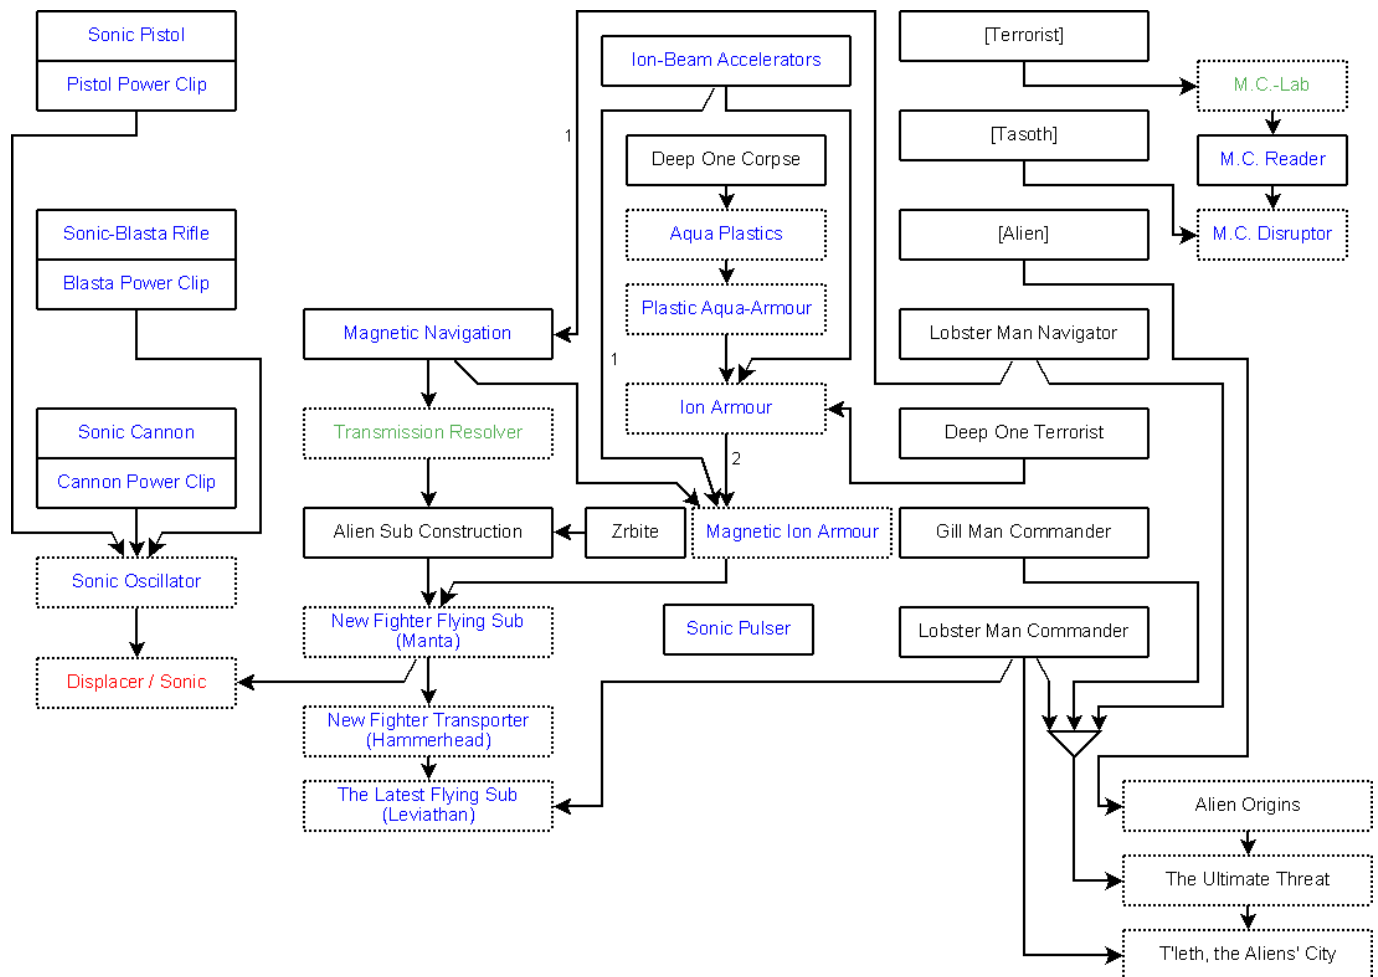 Sonic Pistol
Pistol Power Clip
Sonic-Blasta Rifle
Blasta Power Clip
Sonic Cannon
Cannon Power Clip
Sonic Oscillator
Displacer / Sonic
Magnetic Navigation
Transmission Resolver
Alien Sub Construction
New Fighter Flying Sub
(Manta)
New Fighter Transporter
(Hammerhead)
The Latest Flying Sub
(Leviathan)
1
Ion-Beam Accelerators
Deep One Corpse
Aqua Plastics
Plastic Aqua-Armour
1
Ion Armour
2
Zrbite
Magnetic Ion Armour
Sonic Pulser
[Terrorist]
[Tasoth]
[Alien]
Lobster Man Navigator
Deep One Terrorist
Gill Man Commander
Lobster Man Commander
M.C.-Lab
M.C. Reader
M.C. Disruptor
Alien Origins
The Ultimate Threat
T'leth, the Aliens' City